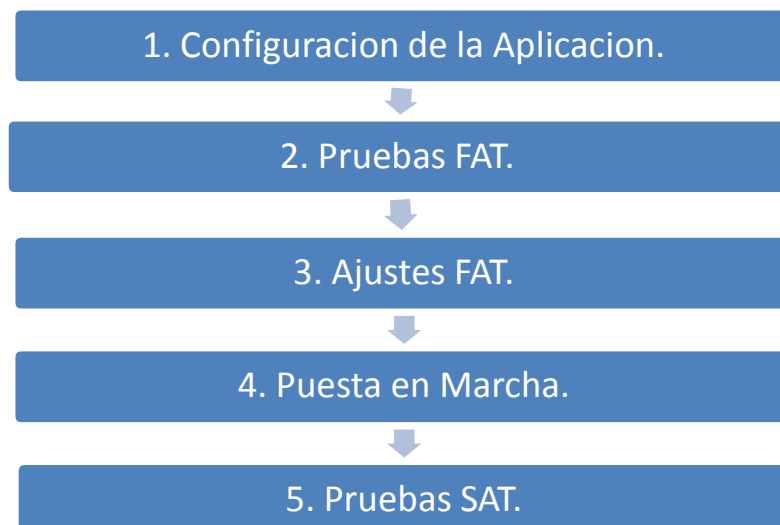 1. Configuracion de la Aplicacion.
2. Pruebas FAT.
3. Ajustes FAT.
4. Puesta en Marcha.
5. Pruebas SAT.